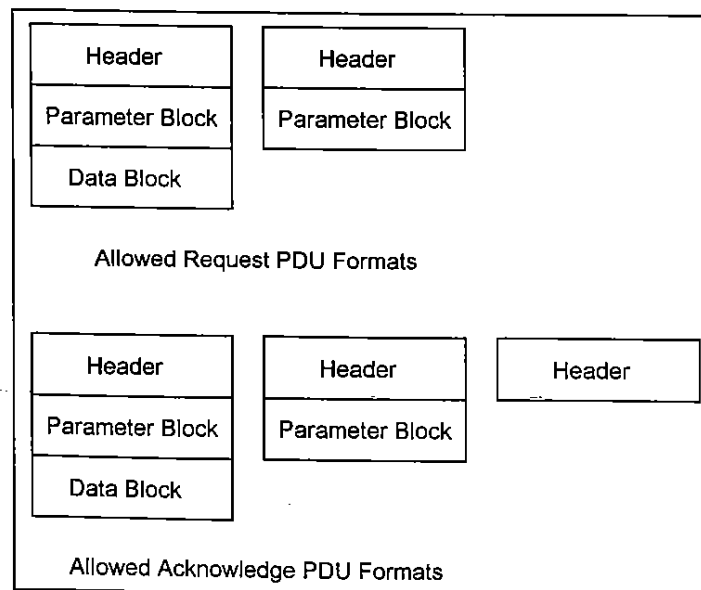 Header
Parameter Block
Data Block
Header
Parameter Block
Allowed Request PDU Formats
Header
Parameter Block
Data Block
Header
Parameter Block
Header
Allowed Acknowledge PDU Formats